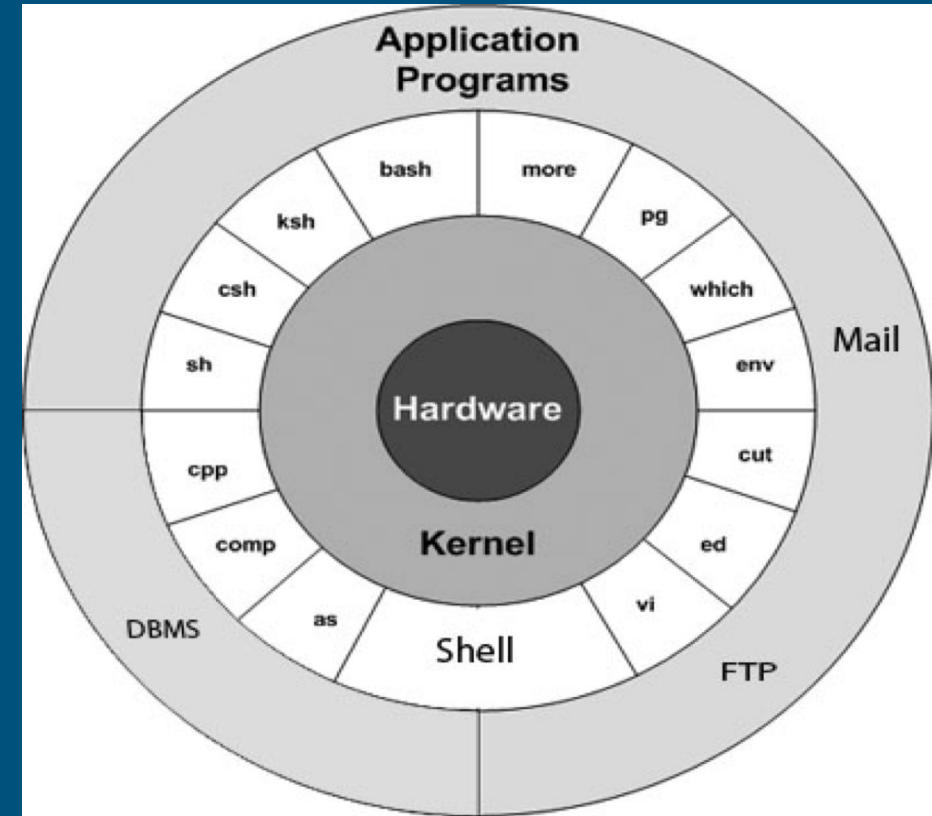 Application
Programs
bash
more
ksh
pg
csh
which
sh
env
Mail
Hardware
cpp
cut
comp
Kernel
ed
DBMS
as
Shell
vi
FTP